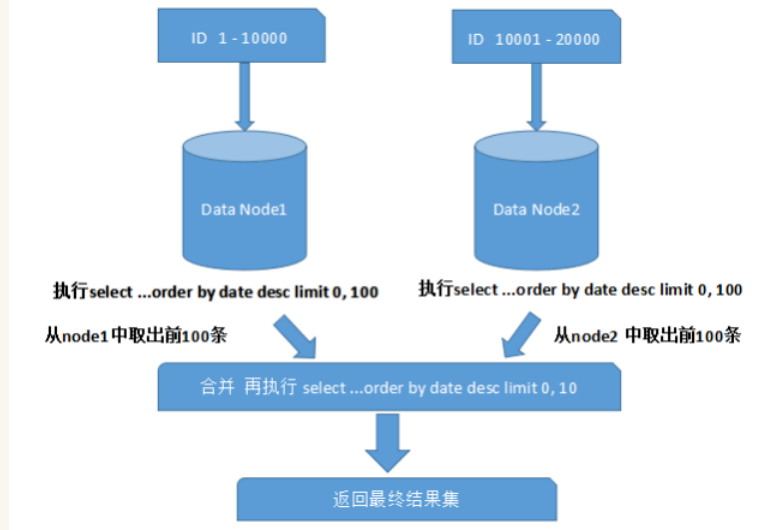 ID 1 - 10000
ID 10001 - 20000
Data Node1
Data Node2
执行select ...order by date desc limit 0, 100
执行select ...order by date desc limit 0, 100
从node1中取出前100条
从node2 中取出前100条
合并 再执行 select ...order by date desc limit 0, 10
返回最终结果集